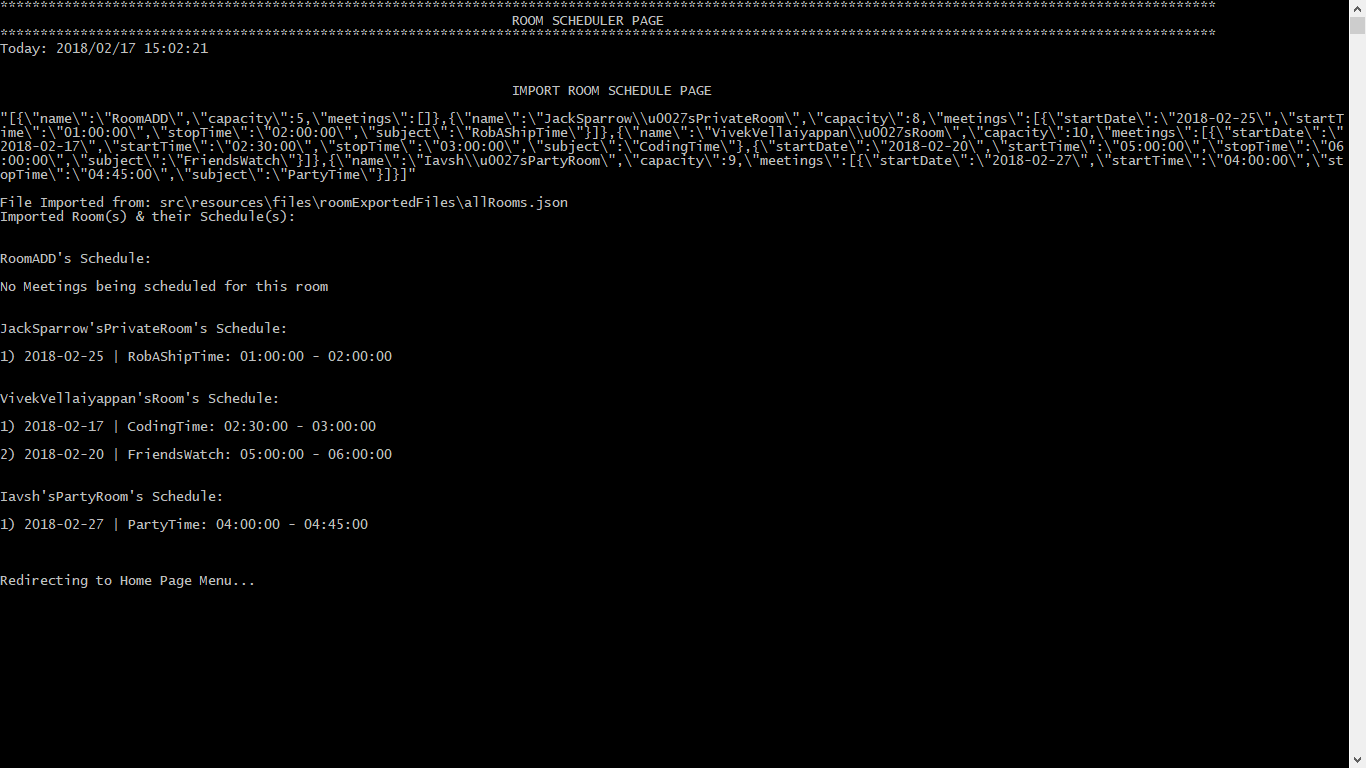 ********************************************************************************************************************************************************
ROOM SCHEDULER PAGE
********************************************************************************************************************************************************
Today: 2018/02/17 15:02:21
IMPORT ROOM SCHEDULE PAGE
"[{\"name\":\"RoomADD\",\"capacity\":5,\"meetings\":[]},{\"name\":\"JackSparrow\\u0027sPrivateRoom\",\"capacity\":8,\"meetings\":[{\"startDate\":\"2018-02-25\",\"startT
ime\":\"01:00:00\",\"stopTime\":\"02:00:00\",\"subject\":\"RobAShipTime\"}]},{\"name\":\"VivekVellaiyappan\\u0027sRoom\",\"capacity\":10,\"meetings\":[{\"startDate\":\"
2018-02-17\",\"startTime\":\"02:30:00\",\"stopTime\":\"03:00:00\",\"subject\":\"CodingTime\"},{\"startDate\":\"2018-02-20\",\"startTime\":\"05:00:00\",\"stopTime\":\"06
:00:00\",\"subject\":\"FriendsWatch\"}]},{\"name\":\"Iavsh\\u0027sPartyRoom\",\"capacity\":9,\"meetings\":[{\"startDate\":\"2018-02-27\",\"startTime\":\"04:00:00\",\"st
opTime\":\"04:45:00\",\"subject\":\"PartyTime\"}]}]"
File Imported from: src\resources\files\roomExportedFiles\allRooms.json
Imported Room(s) & their Schedule(s):
RoomADD's Schedule:
No Meetings being scheduled for this room
JackSparrow'sPrivateRoom's Schedule:
1) 2018-02-25 | RobAShipTime: 01:00:00 - 02:00:00
VivekVellaiyappan'sRoom's Schedule:
1) 2018-02-17 | CodingTime: 02:30:00 - 03:00:00
2) 2018-02-20 | FriendsWatch: 05:00:00 - 06:00:00
Iavsh'sPartyRoom's Schedule:
1) 2018-02-27 | PartyTime: 04:00:00 - 04:45:00
Redirecting to Home Page Menu...